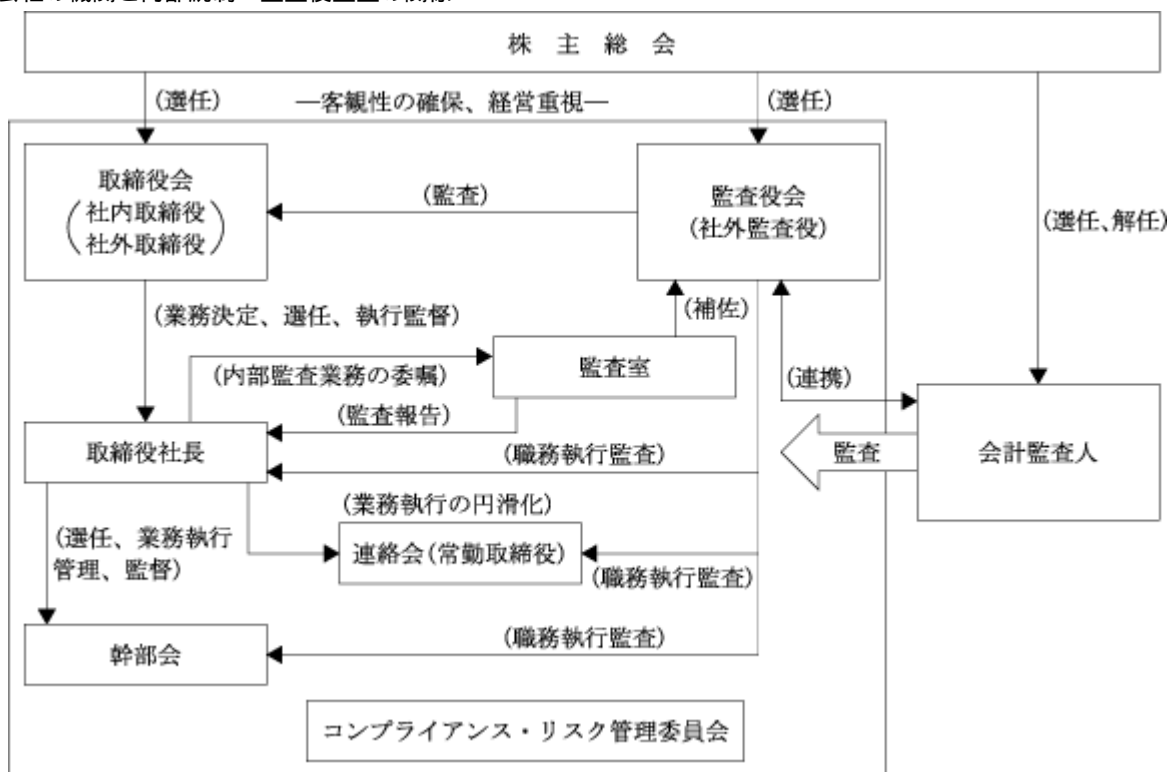 株 主 総 会
(選任)
―客観性の確保、経営重視―
(選任)
取締役会
(社内取締役
社外取締役)
(監査)
監査役会
(社外監査役)
(選任、解任)
(業務決定、選任、執行監督)
(補佐)
監査室
(内部監査業務の委嘱)
(連携)
(監査報告)
取締役社長
(職務執行監査)
監査
会計監査人
(業務執行の円滑化)
(選任、業務執行
管理、監督)
連絡会(常勤取締役)
(職務執行監査)
幹部会
(職務執行監査)
コンプライアンス・リスク管理委員会